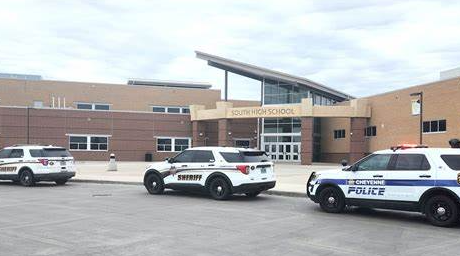 SOUTH HIGH SCHOOL
SHERIFF
CHEYENNE
POLICE